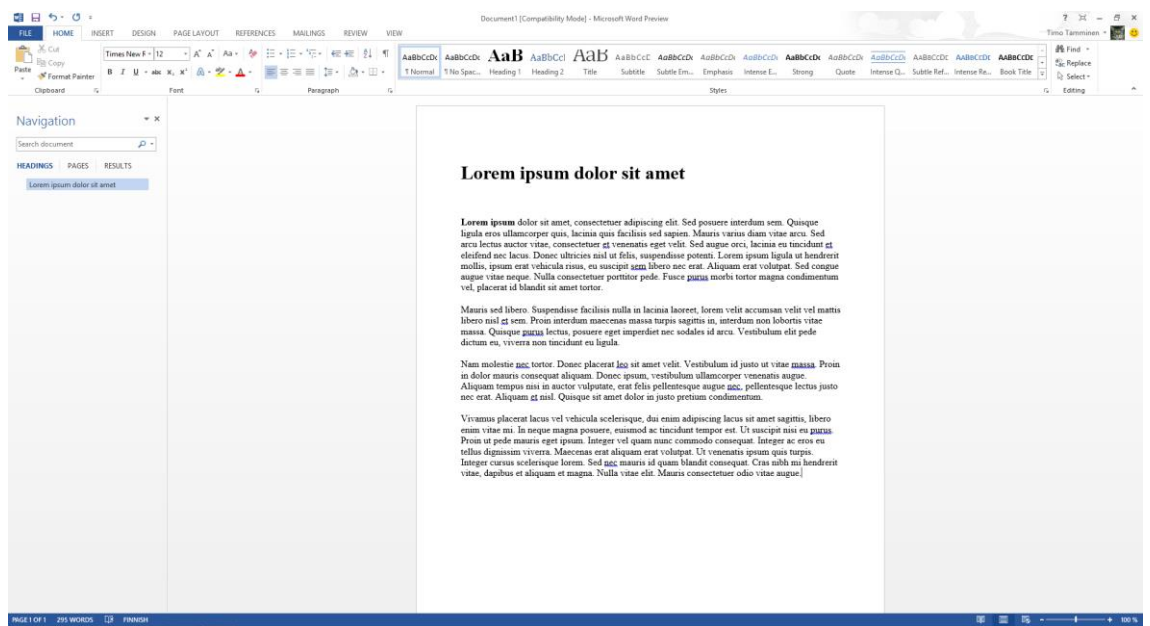 Document1 [Compatibility Mode] - Microsoft Word Preview
FILE HOME INSERT DESIGN PAGE LAYOUT REFERENCES MAILINGS REVIEW VIEW
Timo Tamminen
Paste
Cut
Copy
Format Painter
Times New F 12
AaBbCcDc AaBbCcDc AaB AaBbCcI AaB AaBbCcC AaBbCcDc AaBbCcDc AaBbCcDc AaBbCcDc AaBbCcDc AaBbCcDc AaBbCcDc AaBbCcDc AaBbCcDc
¶ Normal ¶ No Spac... Heading 1 Heading 2 Title Subtitle Subtle Em... Emphasis Intense E... Strong Quote Intense Q... Subtle Ref... Intense Re... Book Title
Find
Replace
Select
Clipboard Font Paragraph Styles Editing
Navigation
Search document
HEADINGS PAGES RESULTS
Lorem ipsum dolor sit amet
Lorem ipsum dolor sit amet
Lorem ipsum dolor sit amet, consectetuer adipiscing elit. Sed posuere interdum sem. Quisque
ligula eros ullamcorper quis, lacinia quis facilisis sed sapien. Mauris varius diam vitae arcu. Sed
arcu lectus auctor vitae, consectetuer et venenatis eget velit. Sed augue orci, lacinia eu tincidunt et
eleifend nec lacus. Donec ultricies nisl ut felis, suspendisse potenti. Lorem ipsum ligula ut hendrerit
mollis, ipsum erat vehicula risus, eu suscipit sem libero nec erat. Aliquam erat volutpat. Sed congue
augue vitae neque. Nulla consectetuer porttitor pede. Fusce purus morbi tortor magna condimentum
vel, placerat id blandit sit amet tortor.
Mauris sed libero. Suspendisse facilisis nulla in lacinia laoreet, lorem velit accumsan velit vel mattis
libero nisl et sem. Proin interdum maecenas massa turpis sagittis in, interdum non lobortis vitae
massa. Quisque purus lectus, posuere eget imperdiet nec sodales id arcu. Vestibulum elit pede
dictum eu, viverra non tincidunt eu ligula.
Nam molestie nec tortor. Donec placerat leo sit amet velit. Vestibulum id justo ut vitae massa. Proin
in dolor mauris consequat aliquam. Donec ipsum, vestibulum ullamcorper venenatis augue.
Aliquam tempus nisi in auctor vulputate, erat felis pellentesque augue nec, pellentesque lectus justo
nec erat. Aliquam et nisl. Quisque sit amet dolor in justo pretium condimentum.
Vivamus placerat lacus vel vehicula scelerisque, dui enim adipiscing lacus sit amet sagittis, libero
enim vitae mi. In neque magna posuere, euismod ac tincidunt tempor est. Ut suscipit nisi eu purus.
Proin ut pede mauris eget ipsum. Integer vel quam nunc commodo consequat. Integer ac eros eu
tellus dignissim viverra. Maecenas erat aliquam erat volutpat. Ut venenatis ipsum quis turpis.
Integer cursus scelerisque lorem. Sed nec mauris id quam blandit consequat. Cras nibh mi hendrerit
vitae, dapibus et aliquam et magna. Nulla vitae elit. Mauris consectetuer odio vitae augue.
PAGE 1 OF 1 295 WORDS FINNISH 100 %